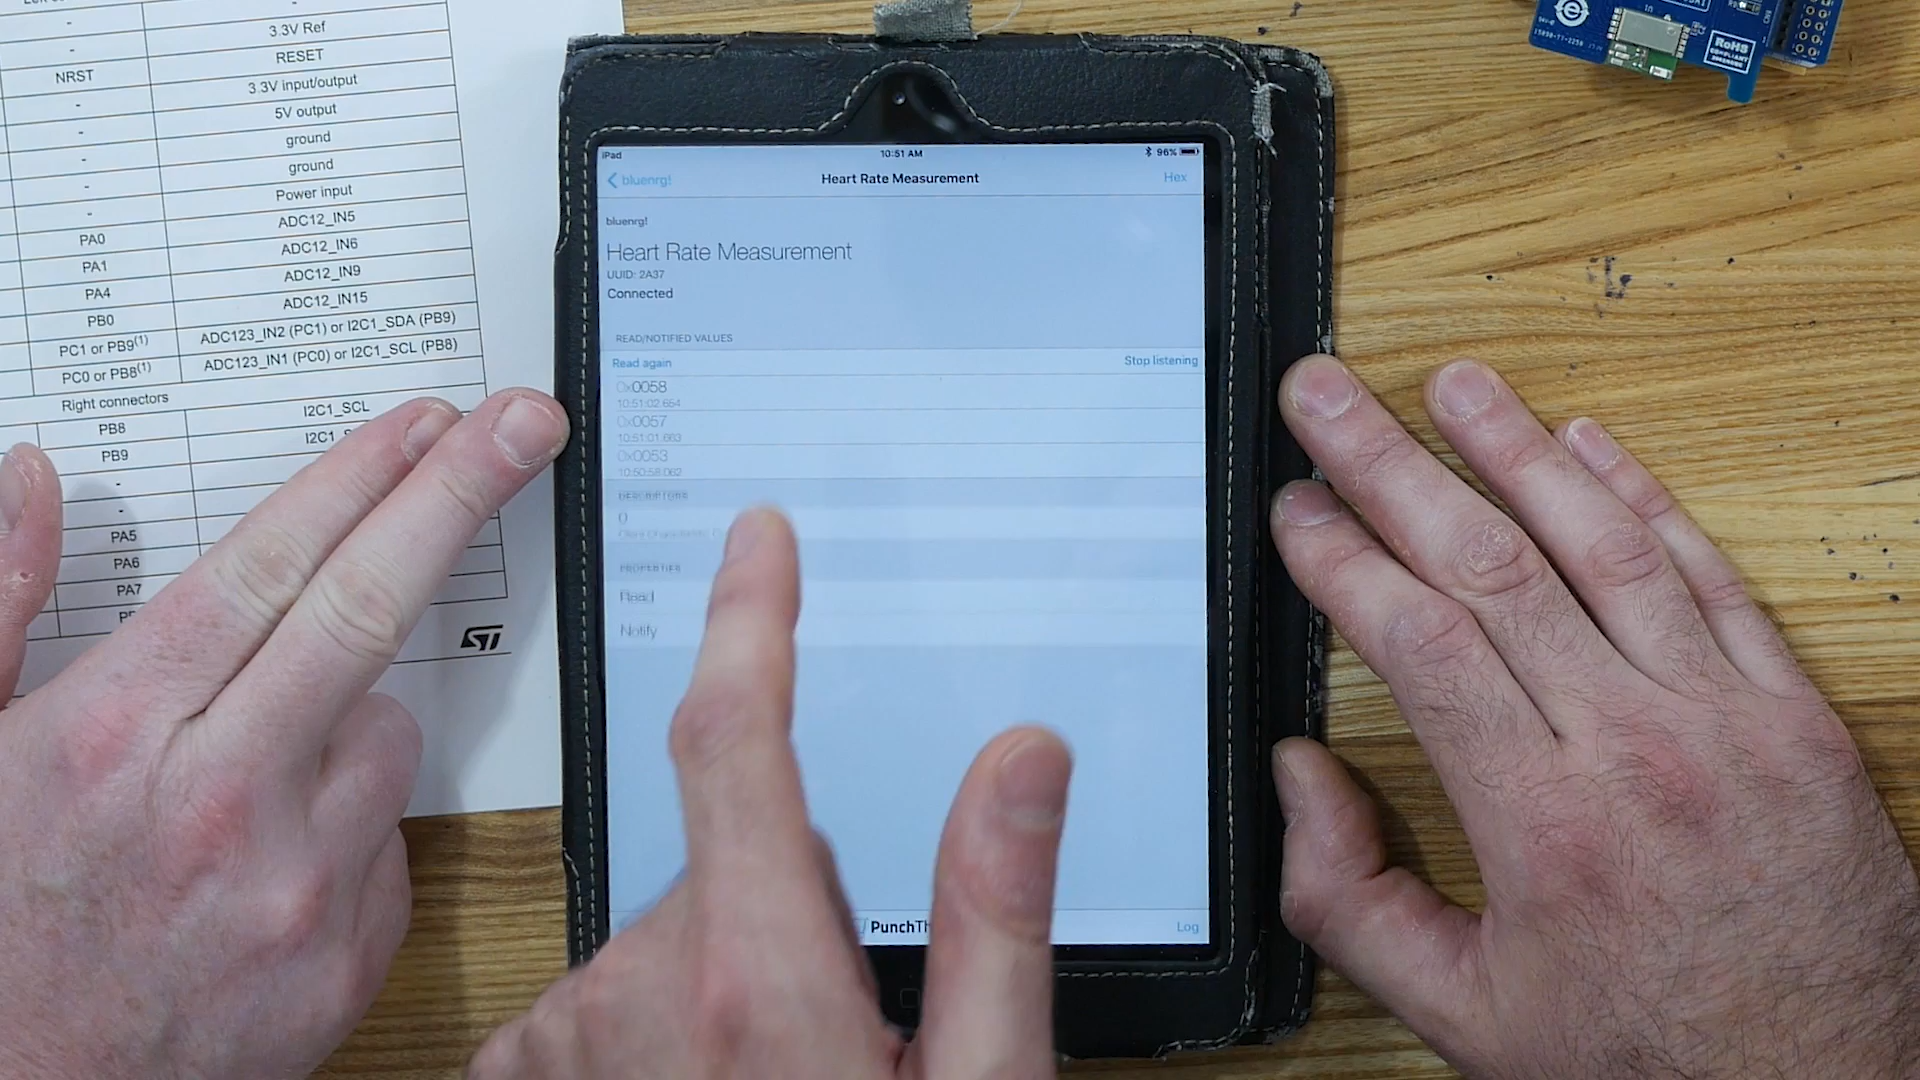 3.3V Ref
- RESET
NRST 3.3V input/output
- 5V output
- ground
- ground
- Power input
- ADC12_IN5
PA0 ADC12_IN6
PA1 ADC12_IN9
PA4 ADC12_IN15
PB0 ADC123_IN2 (PC1) or I2C1_SDA (PB9)
PC1 or PB9(1) ADC123_IN1 (PC0) or I2C1_SCL (PB8)
PC0 or PB8(1)
Right connectors
PB8 I2C1_SCL
PB9 I2C1
-
-
PA5
PA6
PA7
ST
iPad 10:51 AM 96%
bluenrg! Heart Rate Measurement Hex
bluenrg!
Heart Rate Measurement
UUID: 2A37
Connected
READ/NOTIFIED VALUES
Read again Stop listening
0x0058
10:51:02.654
0x0057
10:51:01.663
0x0053
10:50:58.062
DESCRIPTORS
0
PROPERTIES
Read
Notify
PunchTh
Log
RoHS
COMPLIANT